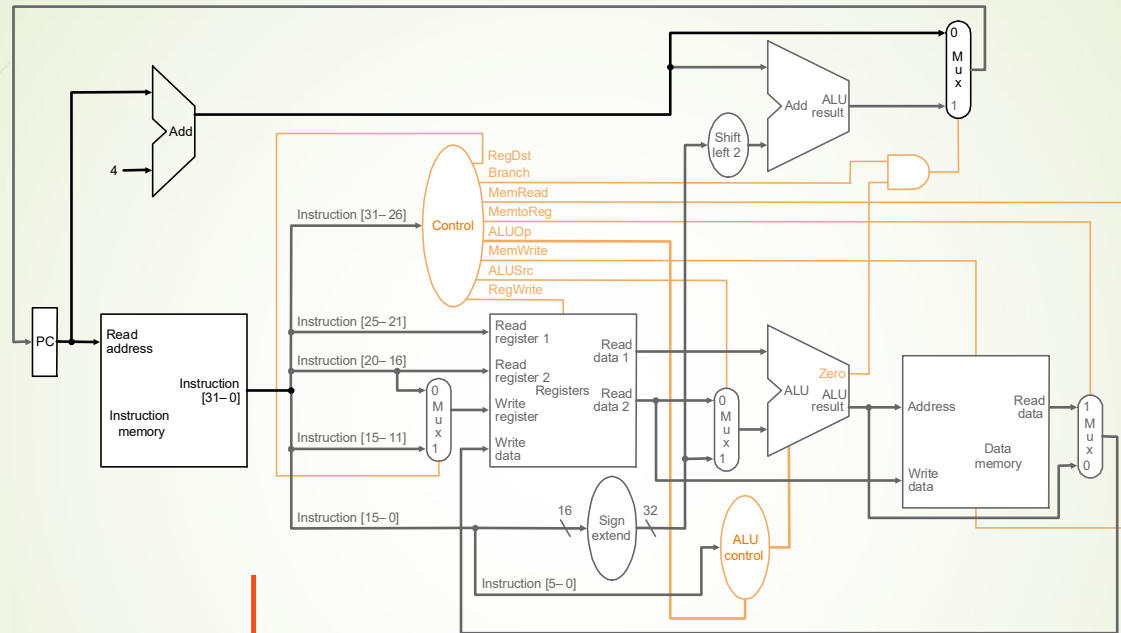 0
M
u
x
1
Add
ALU
result
Shift
left 2
Add
4
RegDst
Branch
MemRead
MemtoReg
ALUOp
MemWrite
ALUSrc
RegWrite
Control
Instruction [31– 26]
PC
Read
address
Instruction
[31– 0]
Instruction
memory
Instruction [25– 21]
Instruction [20– 16]
Instruction [15– 11]
Instruction [15– 0]
0
M
u
x
1
Read
register 1
Read
register 2
Write
register
Write
data
Registers
Read
data 1
Read
data 2
0
M
u
x
1
Zero
ALU
ALU
result
Address
Write
data
Read
data
Data
memory
1
M
u
x
0
16
Sign
extend
32
ALU
control
Instruction [5– 0]